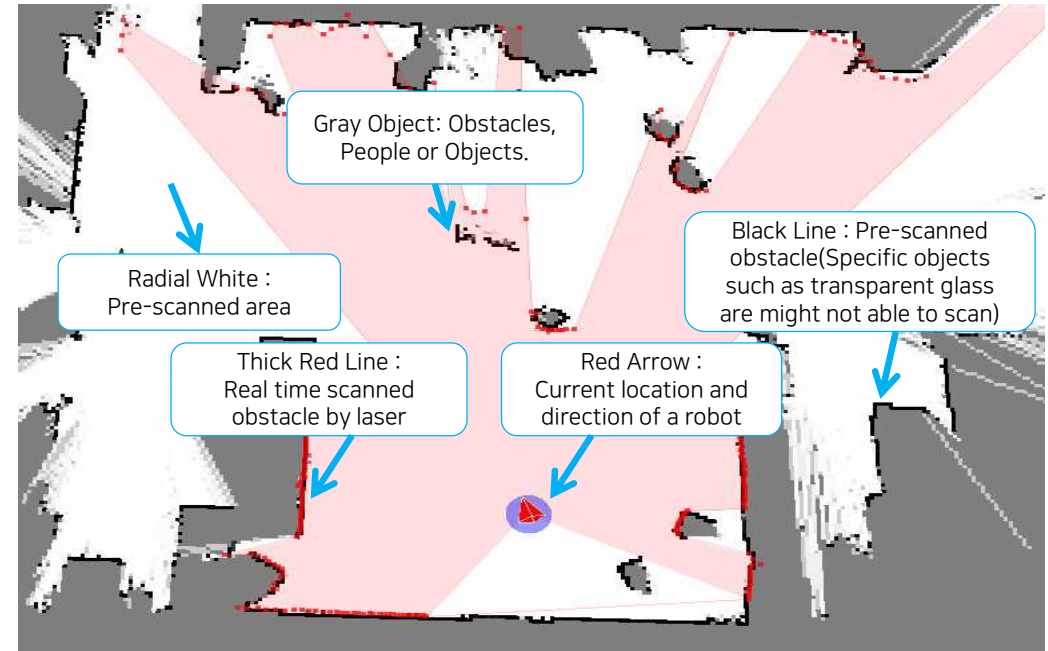 Gray Object: Obstacles,
People or Objects.
Radial White :
Pre-scanned area
Black Line : Pre-scanned
obstacle(Specific objects
such as transparent glass
are might not able to scan)
Thick Red Line :
Real time scanned
obstacle by laser
Red Arrow :
Current location and
direction of a robot